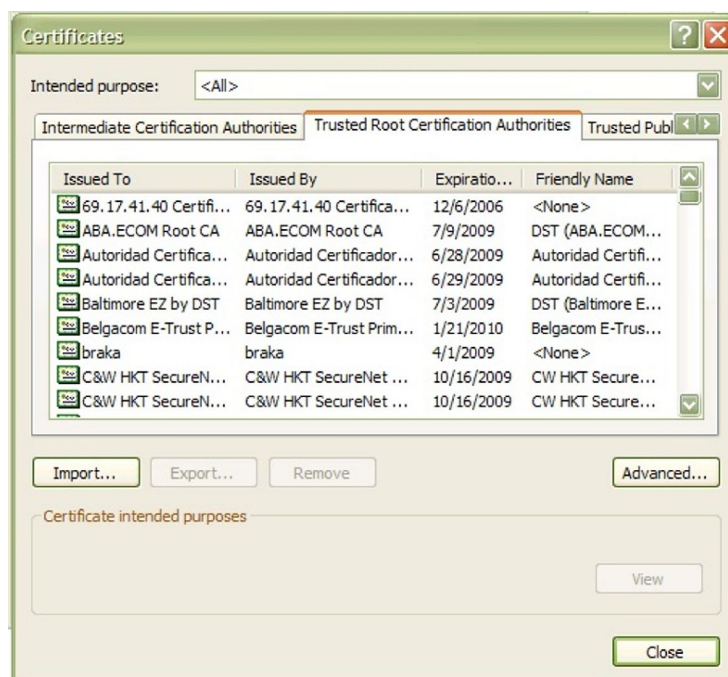 Certificates
Intended purpose: <All>
Intermediate Certification Authorities Trusted Root Certification Authorities Trusted Publ
Issued To Issued By Expiratio... Friendly Name
69.17.41.40 Certifi... 69.17.41.40 Certifica... 12/6/2006 <None>
ABA.ECOM Root CA ABA.ECOM Root CA 7/9/2009 DST (ABA.ECOM...
Autoridad Certifica... Autoridad Certificador... 6/28/2009 Autoridad Certifi...
Autoridad Certifica... Autoridad Certificador... 6/29/2009 Autoridad Certifi...
Baltimore EZ by DST Baltimore EZ by DST 7/3/2009 DST (Baltimore E...
Belgacom E-Trust P... Belgacom E-Trust Prim... 1/21/2010 Belgacom E-Trus...
braka braka 4/1/2009 <None>
C&W HKT SecureN... C&W HKT SecureNet ... 10/16/2009 CW HKT Secure...
C&W HKT SecureN... C&W HKT SecureNet ... 10/16/2009 CW HKT Secure...
Import... Export... Remove Advanced...
Certificate intended purposes
View
Close